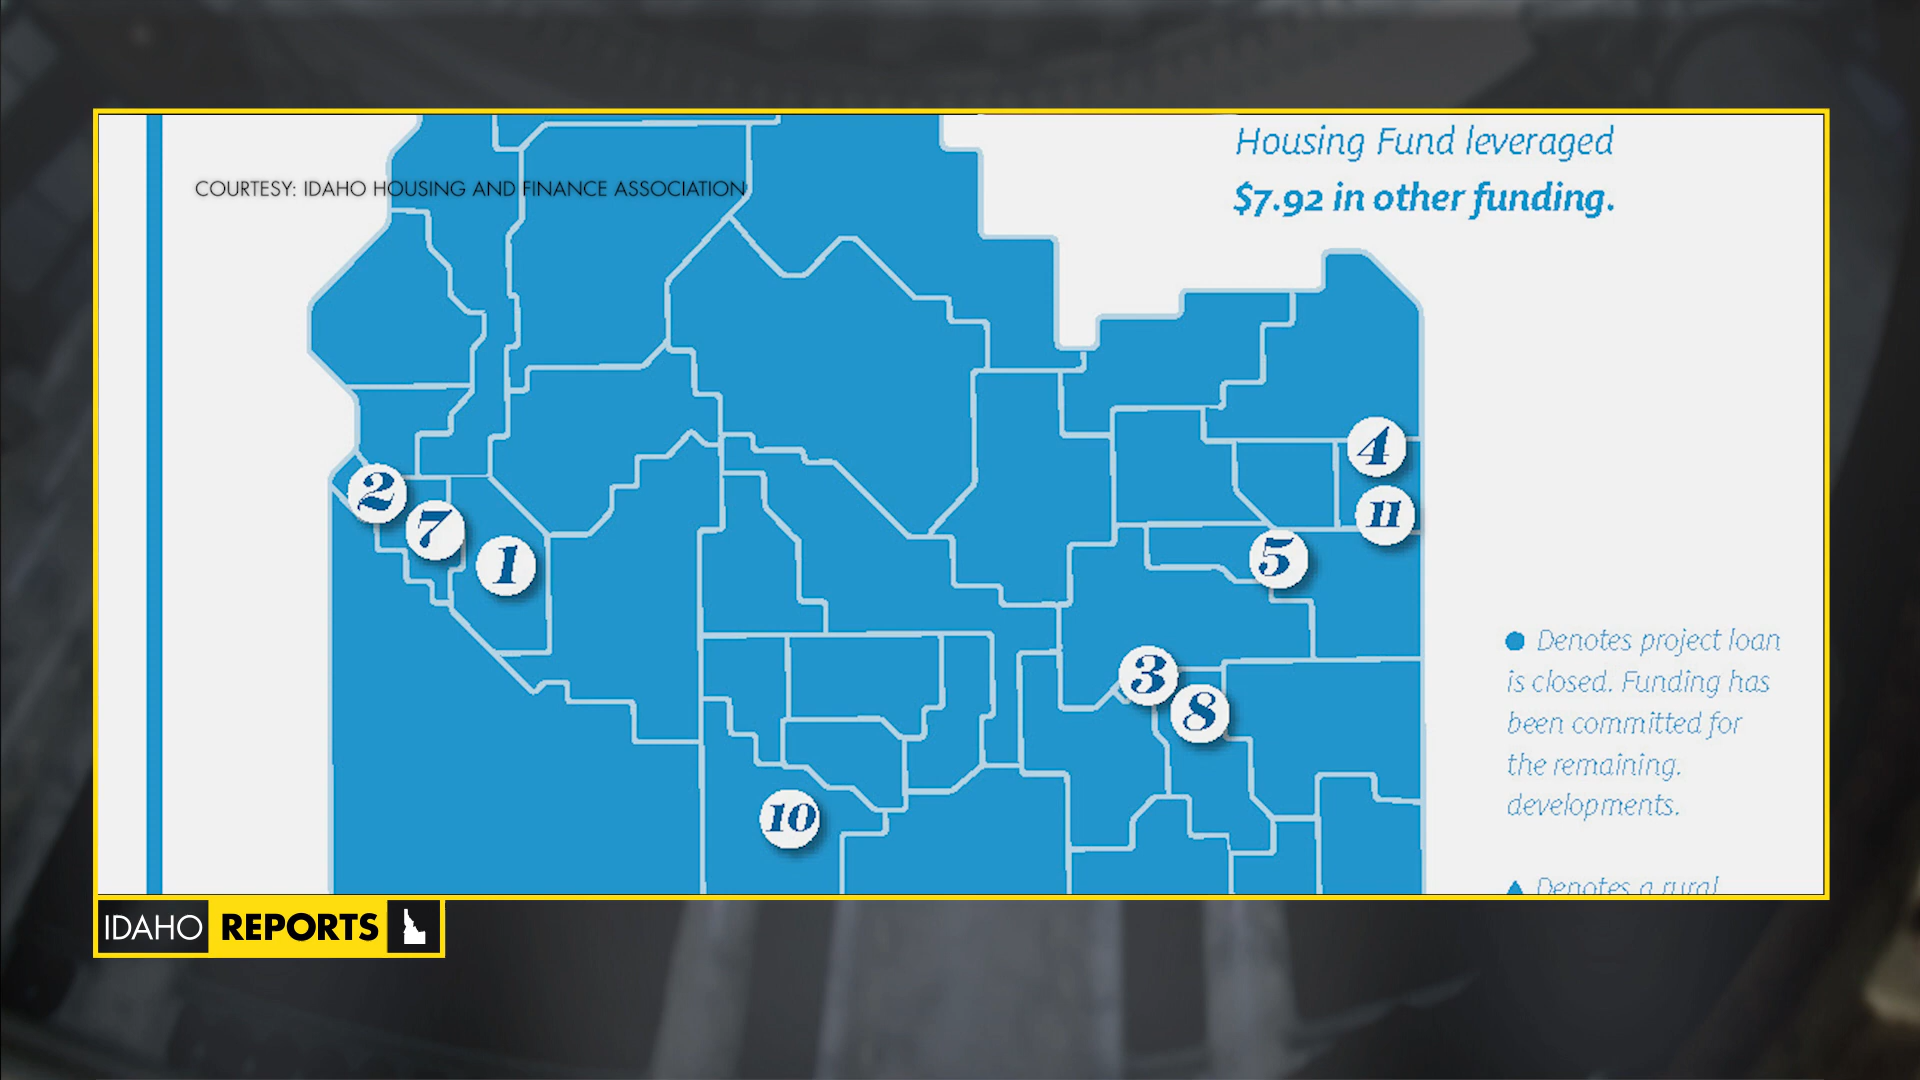 Housing Fund leveraged
$7.92 in other funding.
COURTESY: IDAHO HOUSING AND FINANCE ASSOCIATION
4
2
11
7
5
1
3
8
10
Denotes project loan
is closed. Funding has
been committed for
the remaining.
developments.
Denotes a rural
IDAHO REPORTS